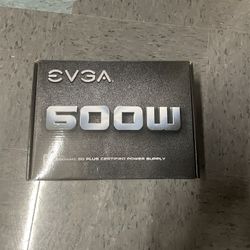 EVGA
600W
80 PLUS CERTIFIED POWER SUPPLY